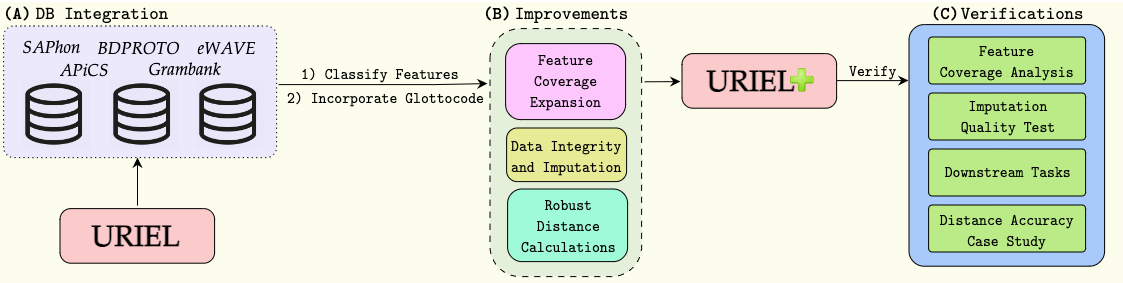 (A) DB Integration
SAPhon BDPROTO eWAVE
APiCS Grambank
URIEL
1) Classify Features
2) Incorporate Glottocode
(B) Improvements
Feature
Coverage
Expansion
Data Integrity
and Imputation
Robust
Distance
Calculations
URIEL+
Verify
(C) Verifications
Feature
Coverage Analysis
Imputation
Quality Test
Downstream Tasks
Distance Accuracy
Case Study